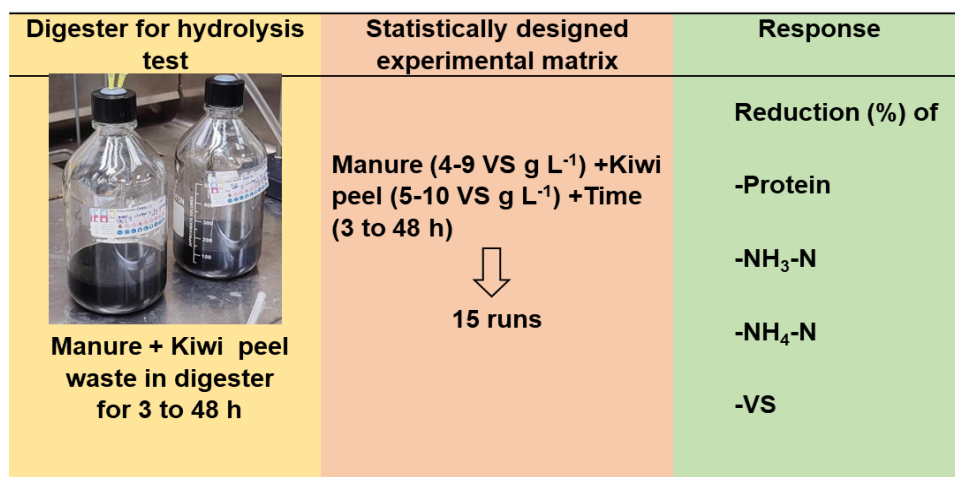 Digester for hydrolysis
test
Statistically designed
experimental matrix
Response
Manure + Kiwi peel
waste in digester
for 3 to 48 h
Manure (4-9 VS g L⁻¹) +Kiwi
peel (5-10 VS g L⁻¹) +Time
(3 to 48 h)
15 runs
Reduction (%) of
-Protein
-NH₃-N
-NH₄-N
-VS